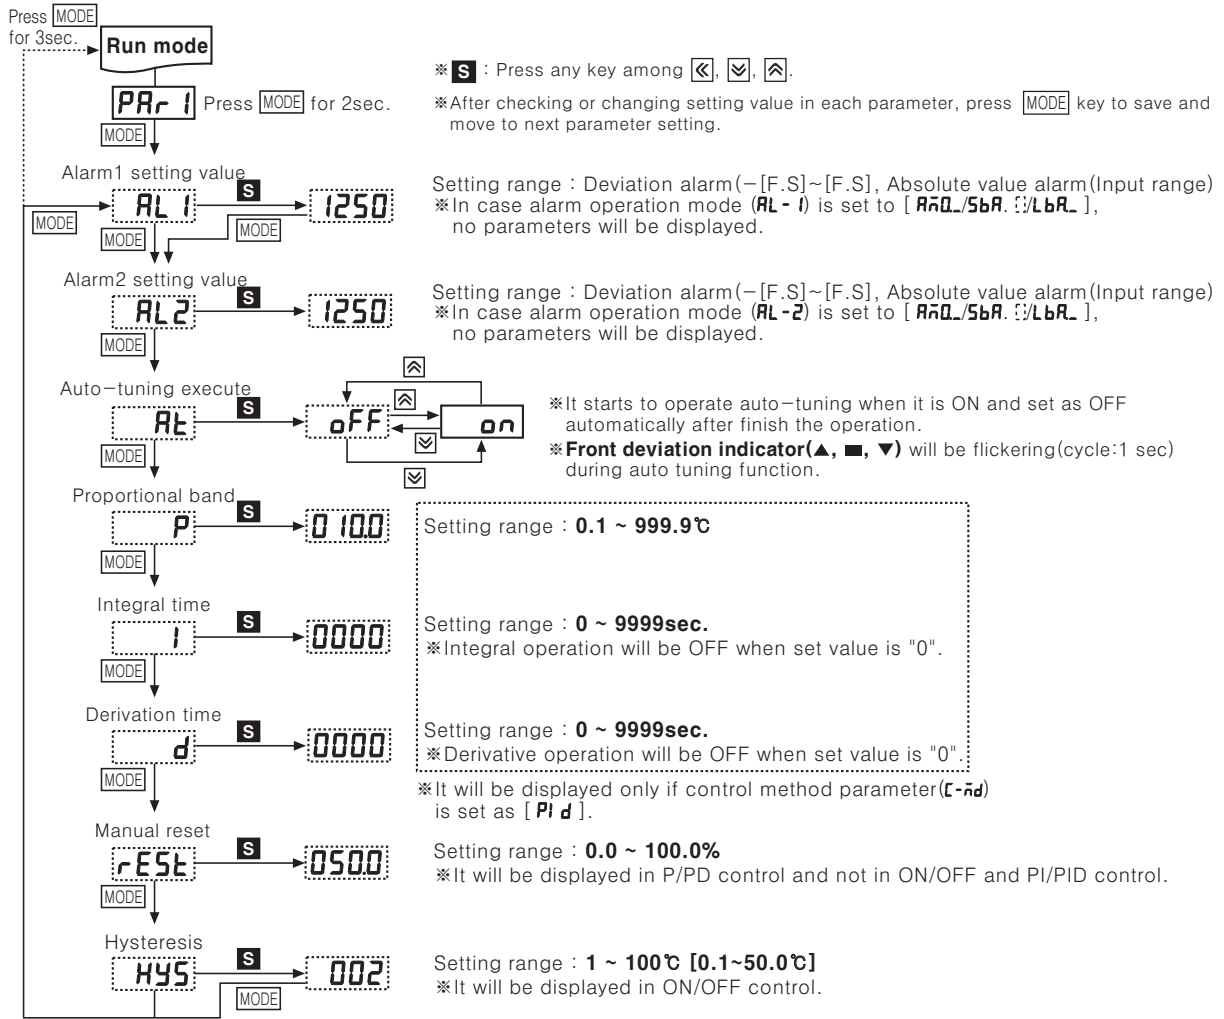 Press MODE
for 3sec.
Run mode
※ S : Press any key among ≪, ︾, ︽.
PAr 1 Press MODE for 2sec.
※After checking or changing setting value in each parameter, press MODE key to save and
move to next parameter setting.
MODE
Alarm1 setting value
S
AL 1
1250
MODE
MODE
MODE
Setting range : Deviation alarm(-[F.S]~[F.S], Absolute value alarm(Input range)
※In case alarm operation mode (AL-1) is set to [ Am0_/SbA. []/LbA_ ],
no parameters will be displayed.
Alarm2 setting value
S
AL2
1250
MODE
Setting range : Deviation alarm(-[F.S]~[F.S], Absolute value alarm(Input range)
※In case alarm operation mode (AL-2) is set to [ Am0_/SbA. []/LbA_ ],
no parameters will be displayed.
Auto-tuning execute
S
At
oFF
on
MODE
※It starts to operate auto-tuning when it is ON and set as OFF
automatically after finish the operation.
※Front deviation indicator(▲, ■, ▼) will be flickering(cycle:1 sec)
during auto tuning function.
Proportional band
S
P
010.0
MODE
Setting range : 0.1 ~ 999.9℃
Integral time
S
I
0000
MODE
Setting range : 0 ~ 9999sec.
※Integral operation will be OFF when set value is "0".
Derivation time
S
d
0000
MODE
Setting range : 0 ~ 9999sec.
※Derivative operation will be OFF when set value is "0".
※It will be displayed only if control method parameter(C-md)
is set as [ PI d ].
Manual reset
S
rESt
050.0
MODE
Setting range : 0.0 ~ 100.0%
※It will be displayed in P/PD control and not in ON/OFF and PI/PID control.
Hysteresis
S
HYS
002
MODE
Setting range : 1 ~ 100℃ [0.1~50.0℃]
※It will be displayed in ON/OFF control.